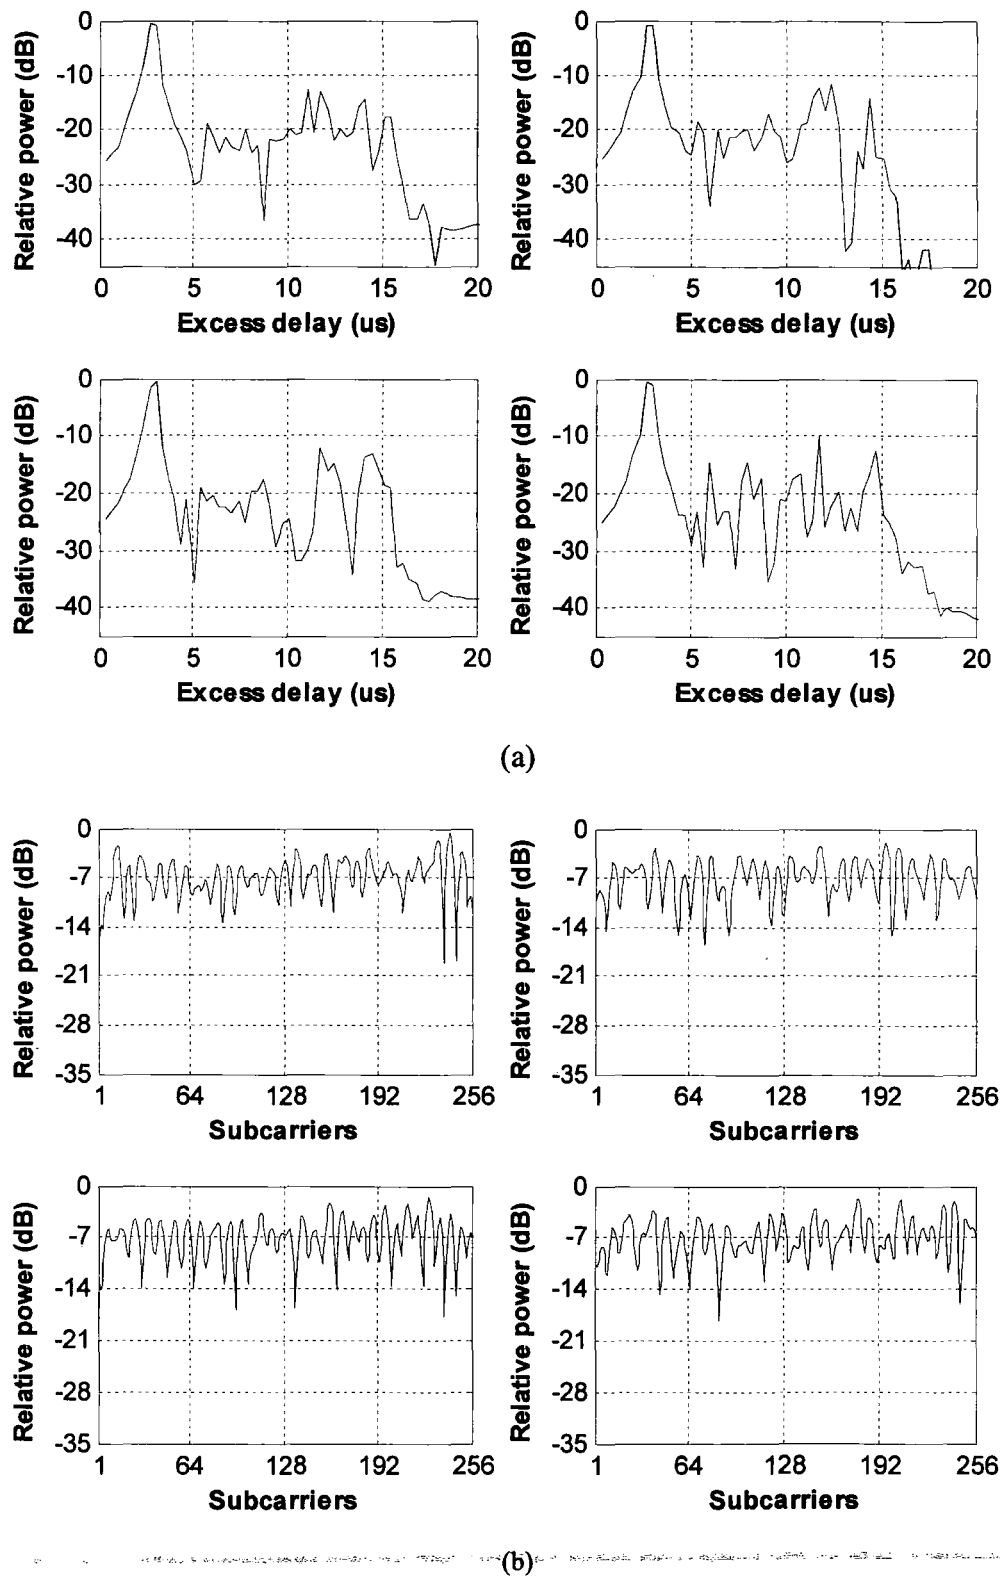 Relative power (dB)
0
-10
-20
-30
-40
0 5 10 15 20
Excess delay (us)
Relative power (dB)
0
-10
-20
-30
-40
0 5 10 15 20
Excess delay (us)
Relative power (dB)
0
-10
-20
-30
-40
0 5 10 15 20
Excess delay (us)
Relative power (dB)
0
-10
-20
-30
-40
0 5 10 15 20
Excess delay (us)
(a)
Relative power (dB)
0
-7
-14
-21
-28
-35
1 64 128 192 256
Subcarriers
Relative power (dB)
0
-7
-14
-21
-28
-35
1 64 128 192 256
Subcarriers
Relative power (dB)
0
-7
-14
-21
-28
-35
1 64 128 192 256
Subcarriers
Relative power (dB)
0
-7
-14
-21
-28
-35
1 64 128 192 256
Subcarriers
(b)